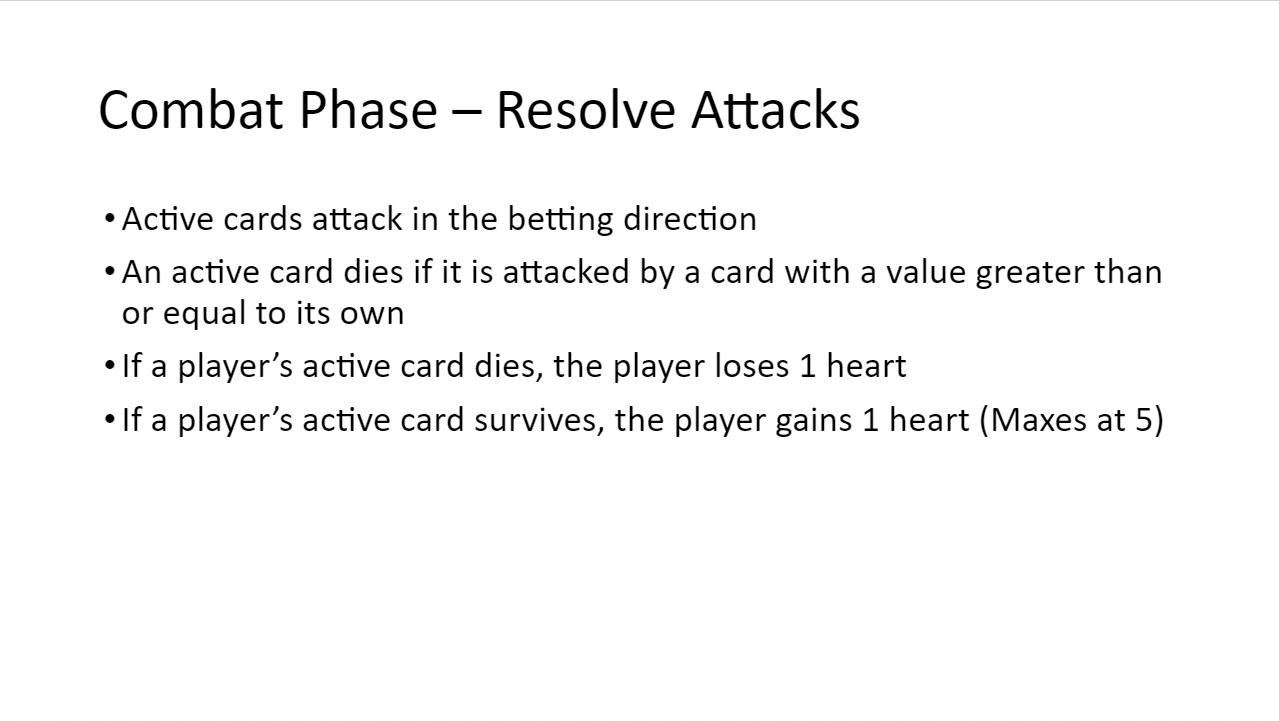 Combat Phase – Resolve Attacks
• Active cards attack in the betting direction
• An active card dies if it is attacked by a card with a value greater than
or equal to its own
• If a player’s active card dies, the player loses 1 heart
• If a player’s active card survives, the player gains 1 heart (Maxes at 5)